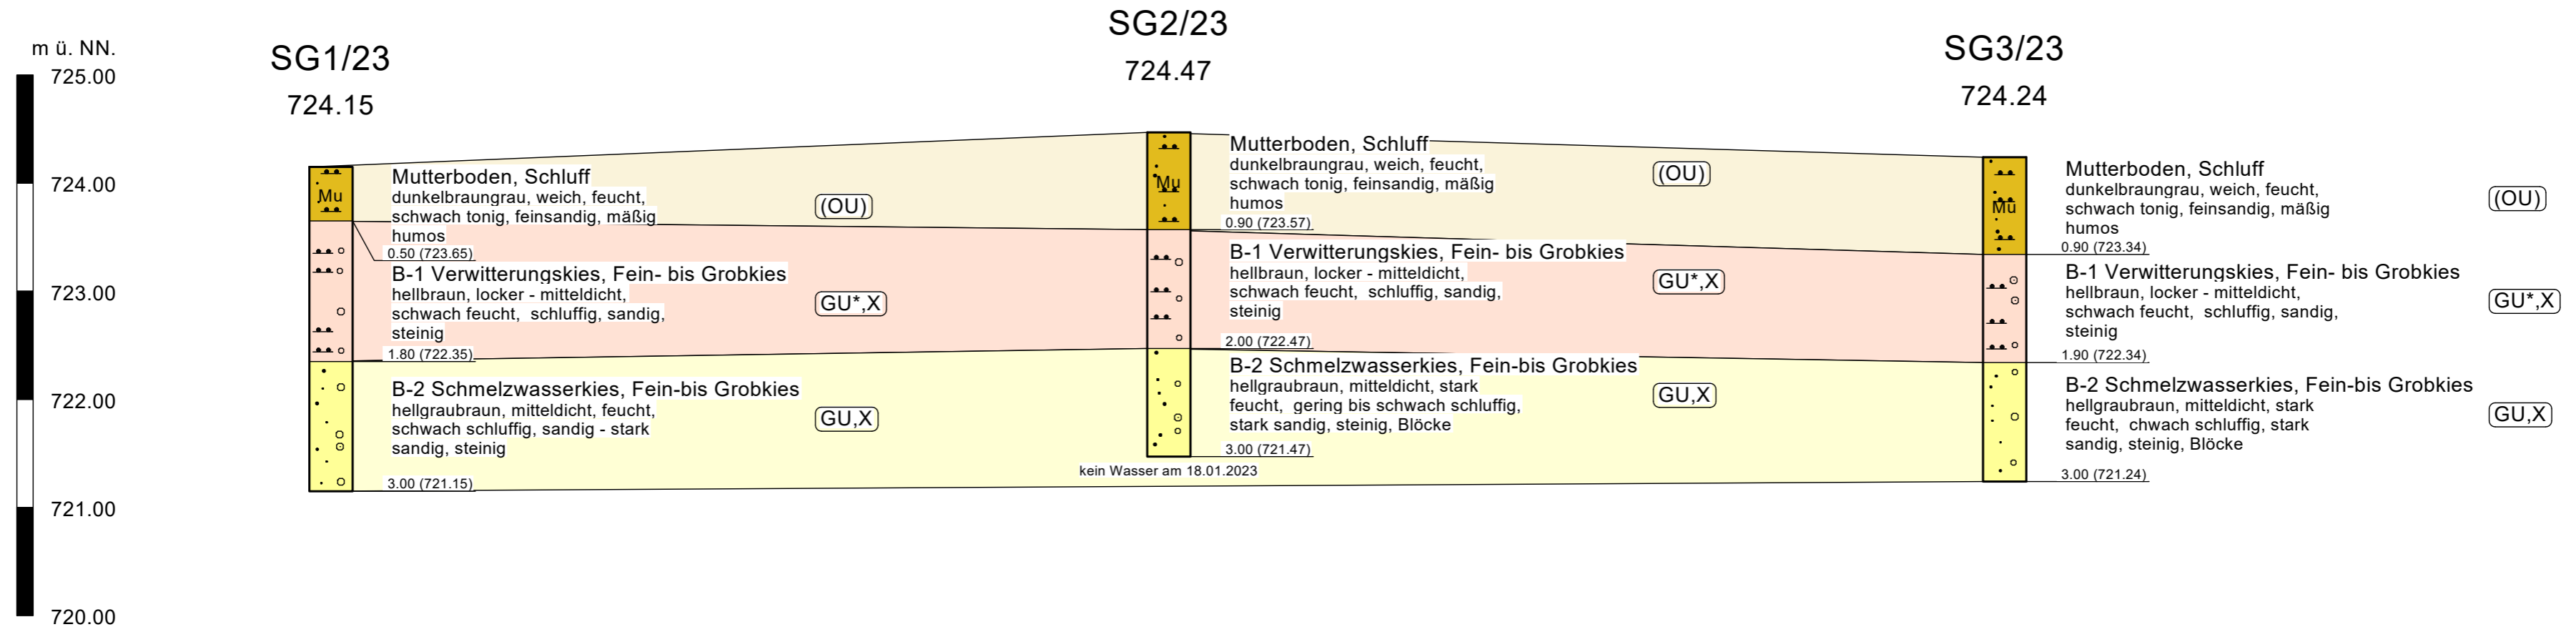 m ü. NN.
725.00
724.00
723.00
722.00
721.00
720.00
SG1/23
724.15
Mu
Mutterboden, Schluff
dunkelbraungrau, weich, feucht,
schwach tonig, feinsandig, mäßig
humos
(OU)
0.50 (723.65)
B-1 Verwitterungskies, Fein- bis Grobkies
hellbraun, locker - mitteldicht,
schwach feucht,  schluffig, sandig,
steinig
GU*,X
1.80 (722.35)
B-2 Schmelzwasserkies, Fein-bis Grobkies
hellgraubraun, mitteldicht, feucht,
schwach schluffig, sandig - stark
sandig, steinig
GU,X
3.00 (721.15)
SG2/23
724.47
Mu
Mutterboden, Schluff
dunkelbraungrau, weich, feucht,
schwach tonig, feinsandig, mäßig
humos
(OU)
0.90 (723.57)
B-1 Verwitterungskies, Fein- bis Grobkies
hellbraun, locker - mitteldicht,
schwach feucht,  schluffig, sandig,
steinig
GU*,X
2.00 (722.47)
B-2 Schmelzwasserkies, Fein-bis Grobkies
hellgraubraun, mitteldicht, stark
feucht,  gering bis schwach schluffig,
stark sandig, steinig, Blöcke
GU,X
3.00 (721.47)
kein Wasser am 18.01.2023
SG3/23
724.24
Mu
Mutterboden, Schluff
dunkelbraungrau, weich, feucht,
schwach tonig, feinsandig, mäßig
humos
(OU)
0.90 (723.34)
B-1 Verwitterungskies, Fein- bis Grobkies
hellbraun, locker - mitteldicht,
schwach feucht,  schluffig, sandig,
steinig
GU*,X
1.90 (722.34)
B-2 Schmelzwasserkies, Fein-bis Grobkies
hellgraubraun, mitteldicht, stark
feucht,  chwach schluffig, stark
sandig, steinig, Blöcke
GU,X
3.00 (721.24)